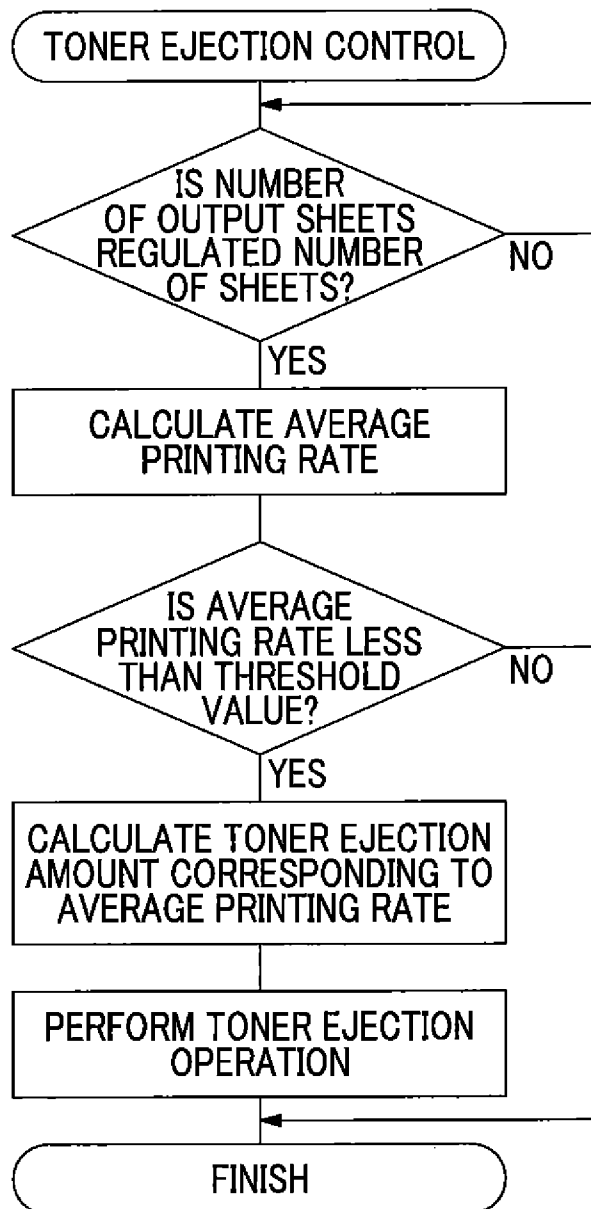 TONER EJECTION CONTROL
IS NUMBER
OF OUTPUT SHEETS
REGULATED NUMBER
OF SHEETS?
NO
YES
CALCULATE AVERAGE
PRINTING RATE
IS AVERAGE
PRINTING RATE LESS
THAN THRESHOLD
VALUE?
NO
YES
CALCULATE TONER EJECTION
AMOUNT CORRESPONDING TO
AVERAGE PRINTING RATE
PERFORM TONER EJECTION
OPERATION
FINISH